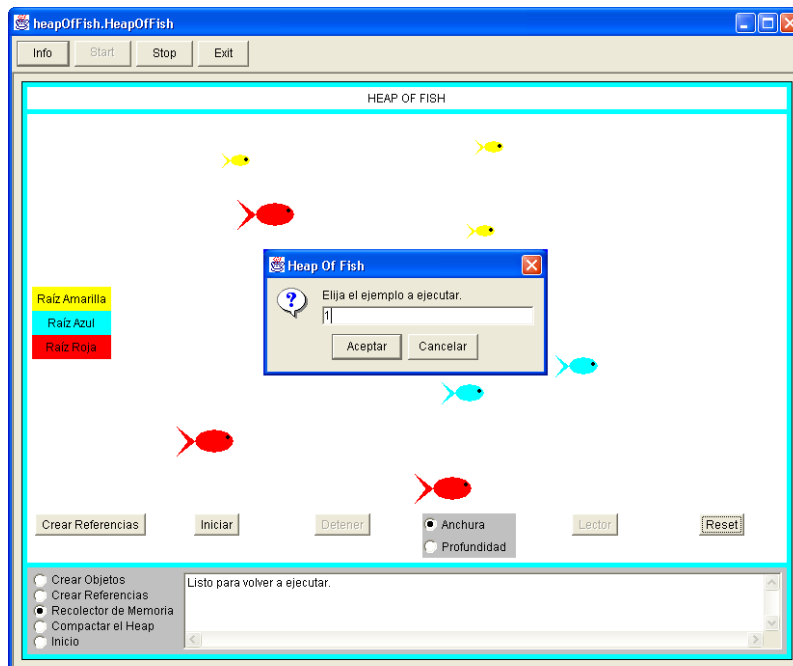 heapOfFish.HeapOfFish
Info Start Stop Exit
HEAP OF FISH
Heap Of Fish
Elija el ejemplo a ejecutar.
1
Aceptar Cancelar
Raíz Amarilla
Raíz Azul
Raíz Roja
Crear Referencias Iniciar Detener Anchura Lector Reset
Profundidad
Crear Objetos
Crear Referencias
Recolector de Memoria
Compactar el Heap
Inicio
Listo para volver a ejecutar.